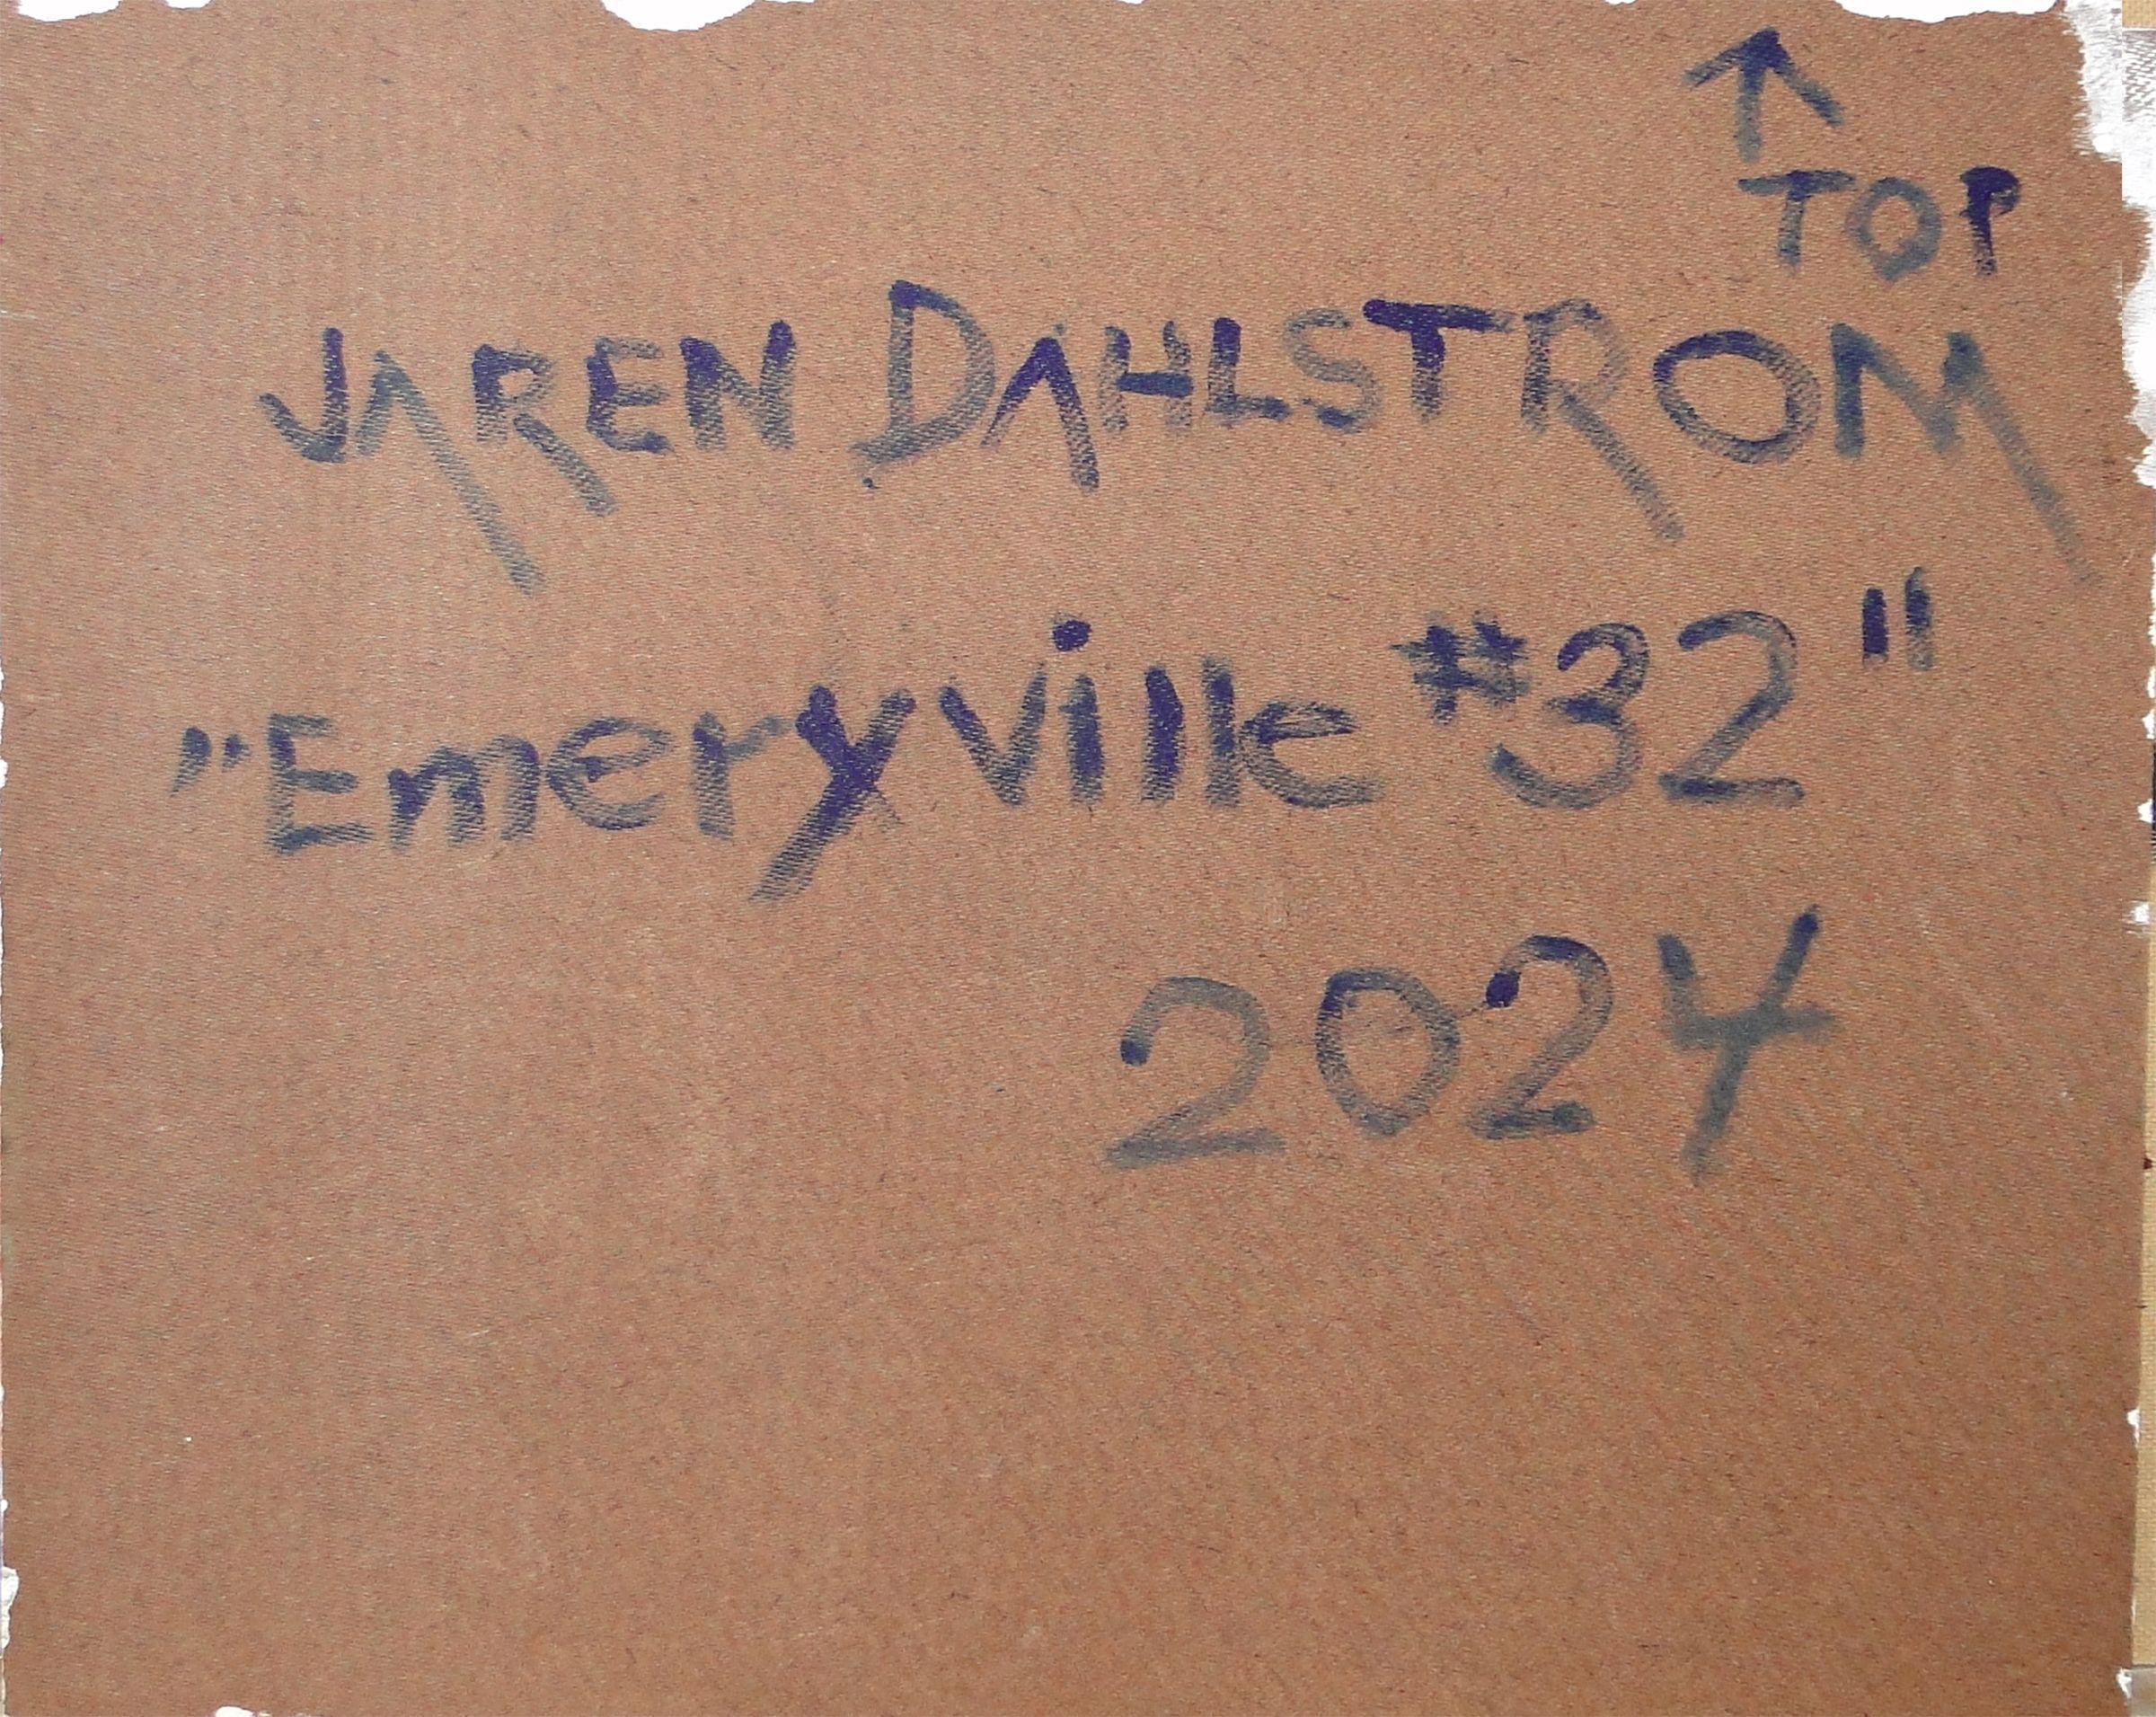 ↑
TOP
JAREN DAHLSTROM
"Emeryville #32"
2024